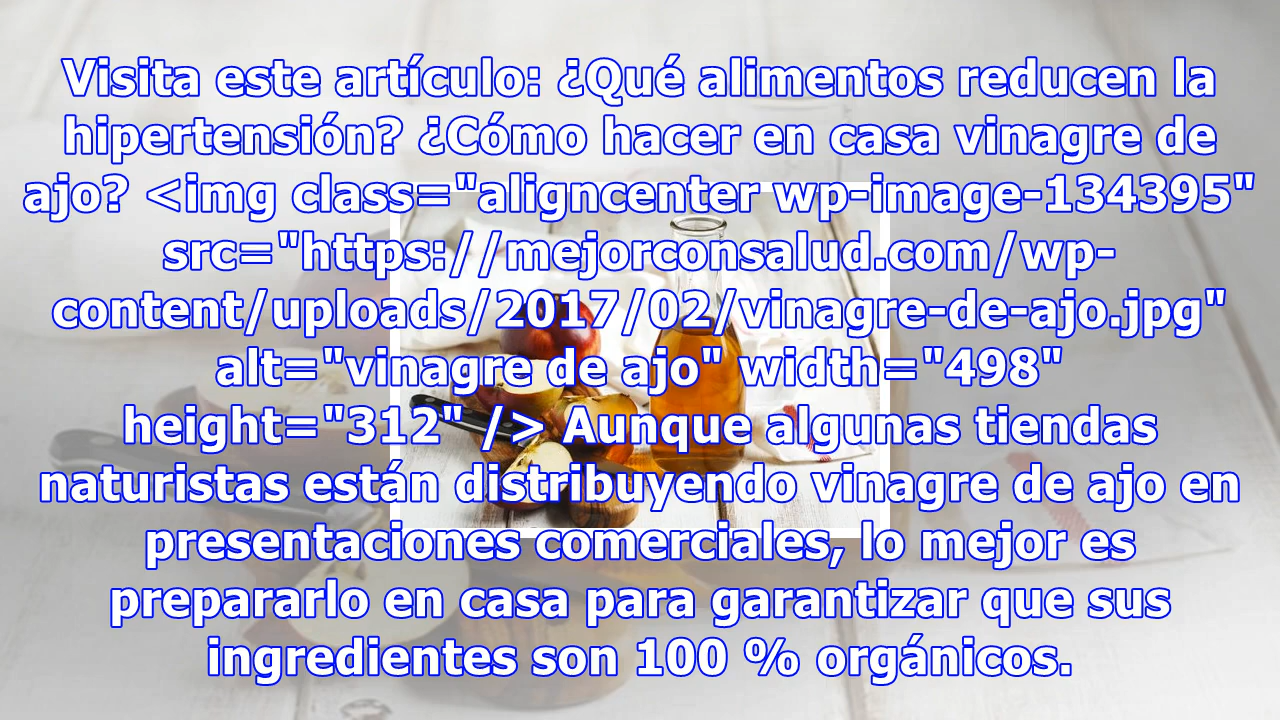 Visita este artículo: ¿Qué alimentos reducen la
hipertensión? ¿Cómo hacer en casa vinagre de
ajo? <img class="aligncenter wp-image-134395"
src="https://mejorconsalud.com/wp-
content/uploads/2017/02/vinagre-de-ajo.jpg"
alt="vinagre de ajo" width="498"
height="312" /> Aunque algunas tiendas
naturistas están distribuyendo vinagre de ajo en
presentaciones comerciales, lo mejor es
prepararlo en casa para garantizar que sus
ingredientes son 100 % orgánicos.